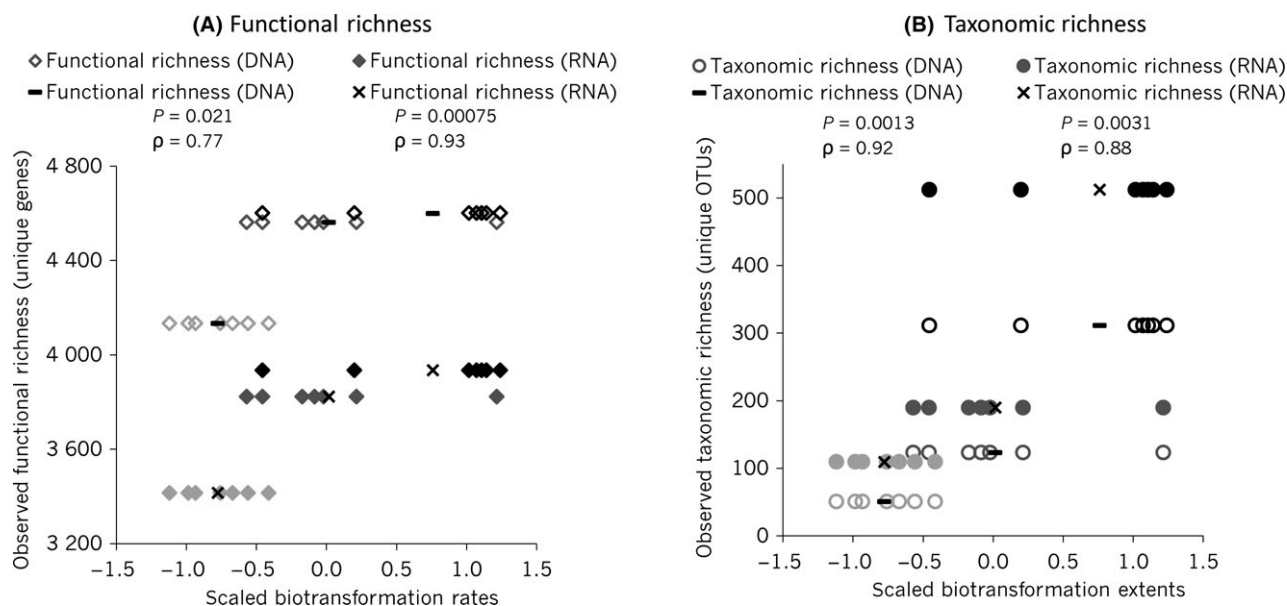 (A) Functional richness
Functional richness (DNA) Functional richness (RNA)
Functional richness (DNA) Functional richness (RNA)
P = 0.021 P = 0.00075
ρ = 0.77 ρ = 0.93
Observed functional richness (unique genes)
4 800
4 400
4 000
3 600
3 200
−1.5 −1.0 −0.5 0.0 0.5 1.0 1.5
Scaled biotransformation rates
(B) Taxonomic richness
Taxonomic richness (DNA) Taxonomic richness (RNA)
Taxonomic richness (DNA) Taxonomic richness (RNA)
P = 0.0013 P = 0.0031
ρ = 0.92 ρ = 0.88
Observed taxonomic richness (unique OTUs)
500
400
300
200
100
0
−1.5 −1.0 −0.5 0.0 0.5 1.0 1.5
Scaled biotransformation extents